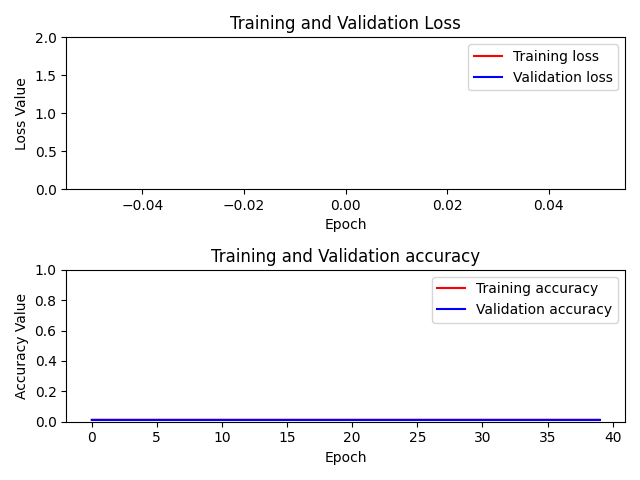 Training and Validation Loss
2.0
1.5
1.0
0.5
0.0
Loss Value
Training loss
Validation loss
−0.04 −0.02 0.00 0.02 0.04
Epoch
Training and Validation accuracy
1.0
0.8
0.6
0.4
0.2
0.0
Accuracy Value
Training accuracy
Validation accuracy
0 5 10 15 20 25 30 35 40
Epoch